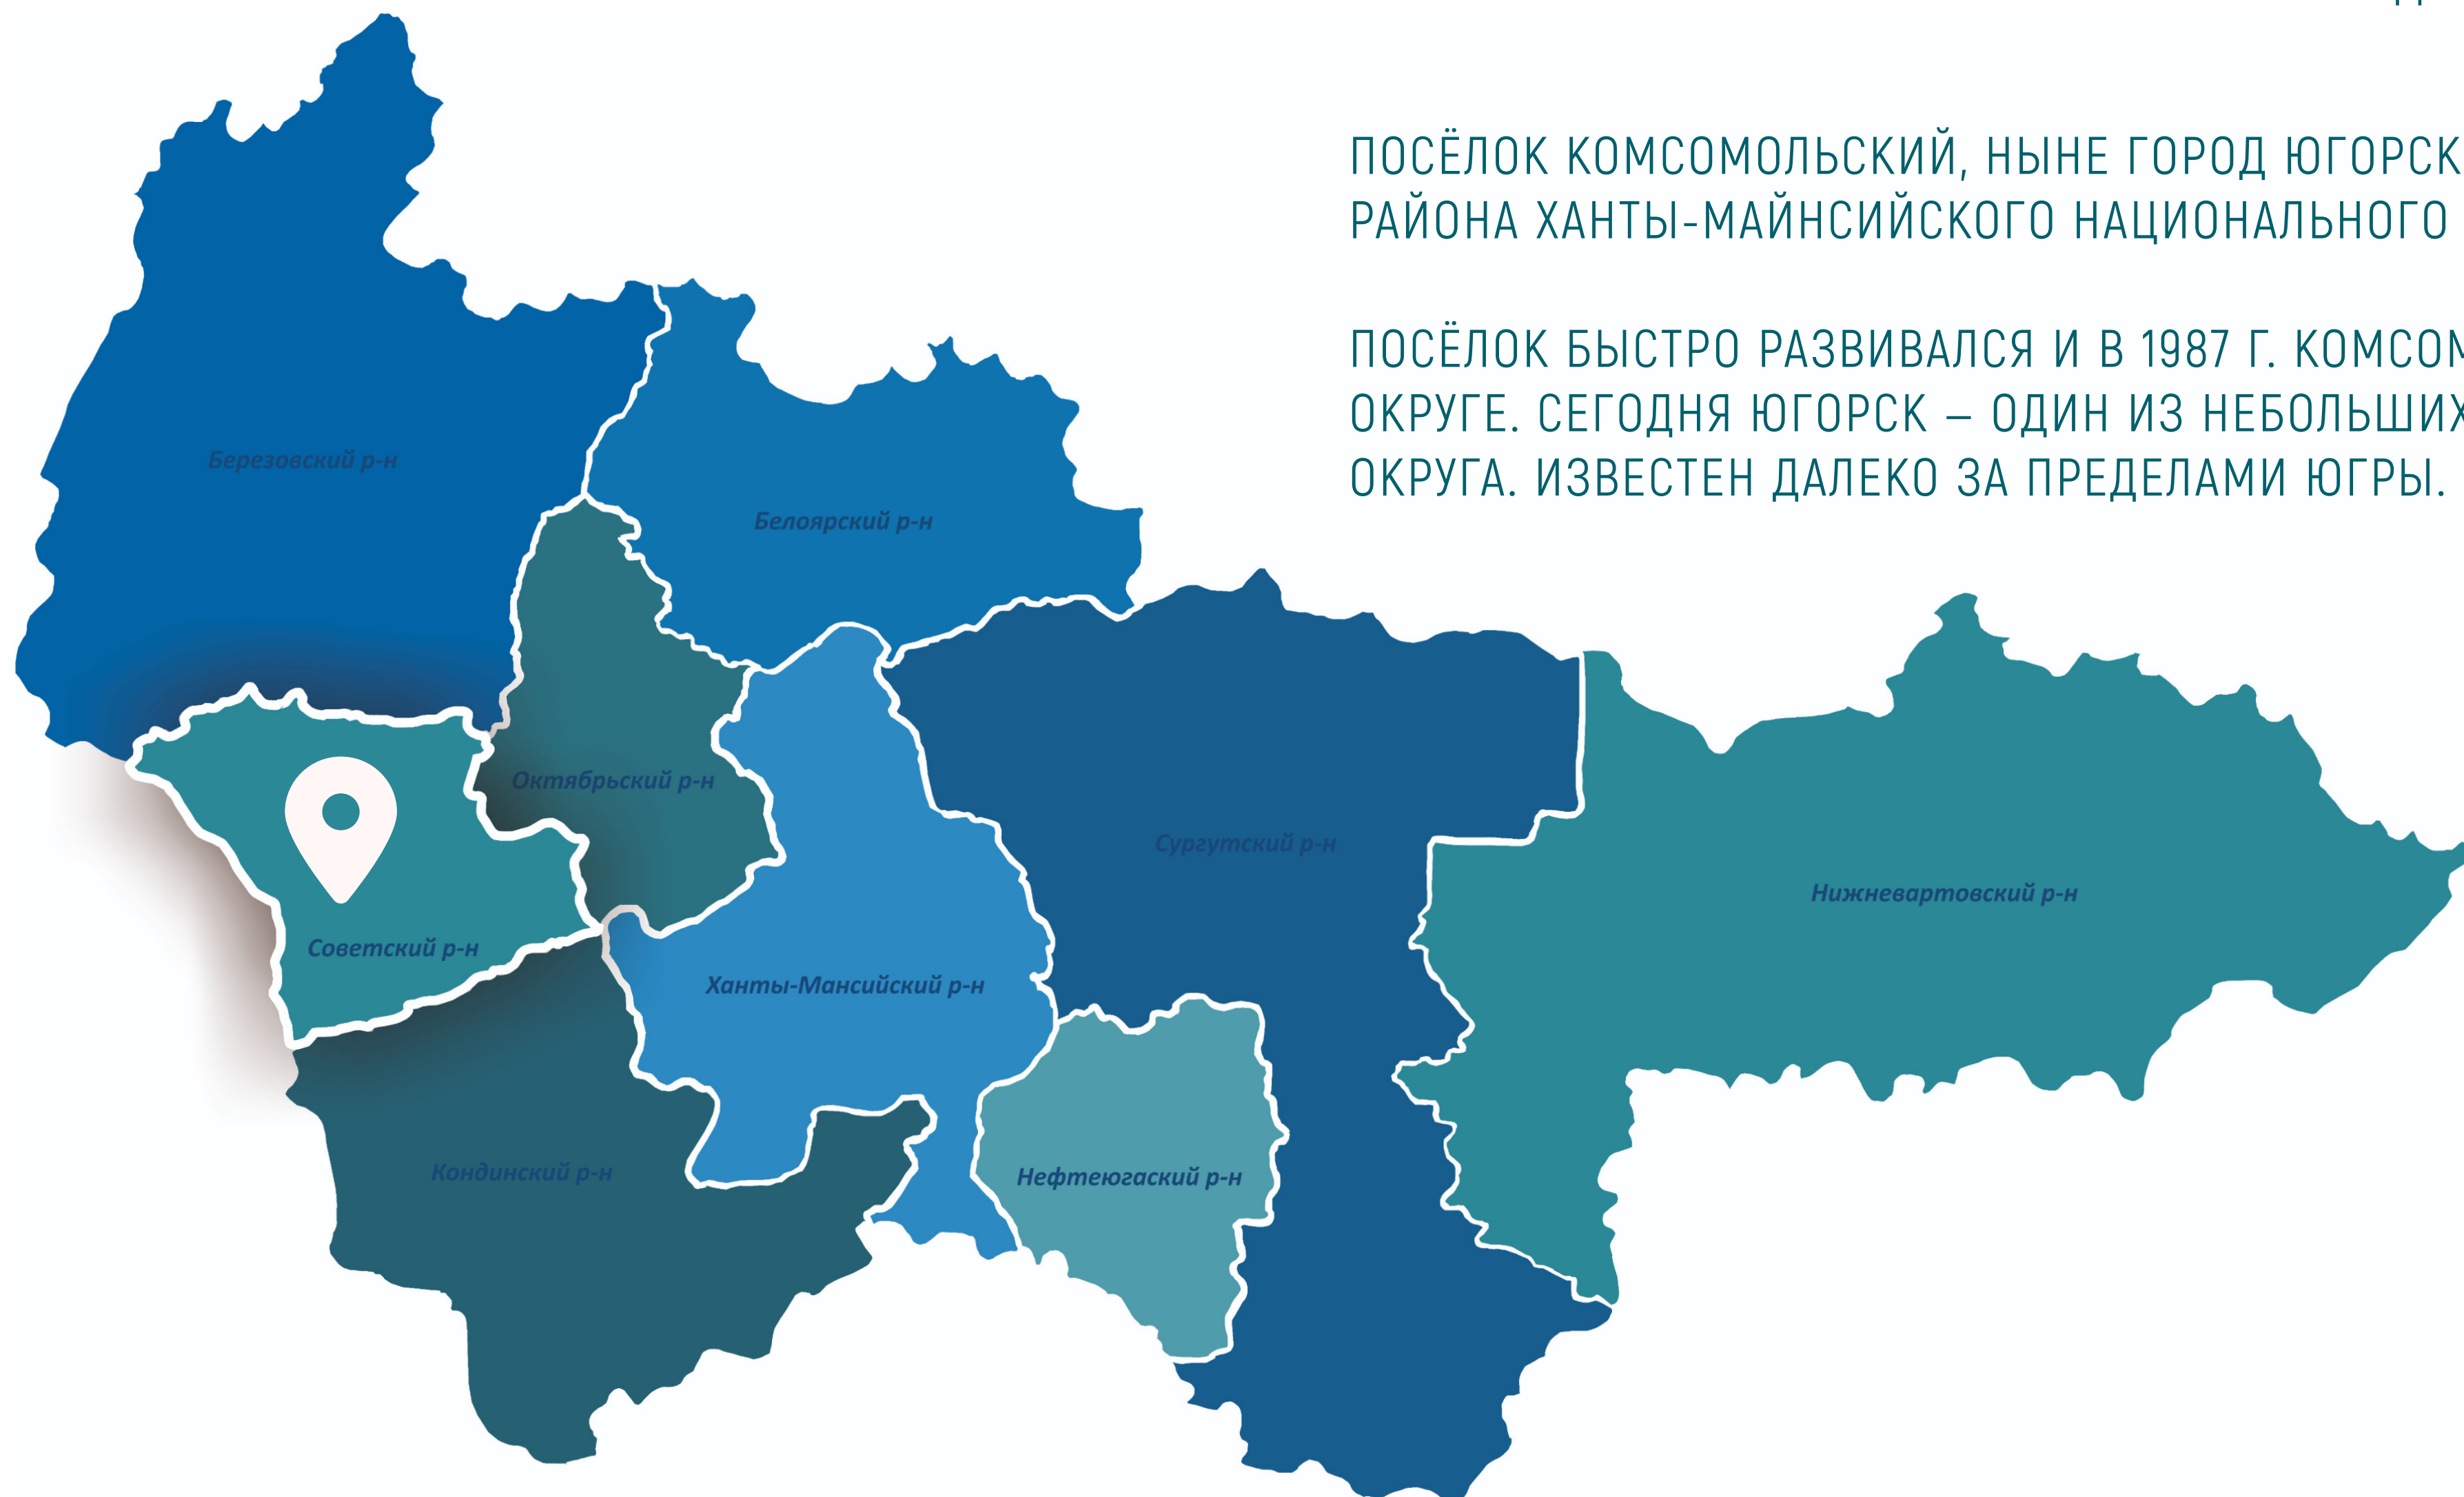 ПОСЁЛОК КОМСОМОЛЬСКИЙ, НЫНЕ ГОРОД ЮГОРСК
РАЙОНА ХАНТЫ-МАЙНСИЙСКОГО НАЦИОНАЛЬНОГО
ПОСЁЛОК БЫСТРО РАЗВИВАЛСЯ И В 1987 Г.
ОКРУГЕ. СЕГОДНЯ ЮГОРСК – ОДИН ИЗ НЕБОЛЬШИХ
ОКРУГА. ИЗВЕСТЕН ДАЛЕКО ЗА ПРЕДЕЛАМИ ЮГРЫ.
Березовский р-н
Белоярский р-н
Октябрьский р-н
Сургутский р-н
Нижневартовский р-н
Советский р-н
Ханты-Мансийский р-н
Кондинский р-н
Нефтеюгаский р-н